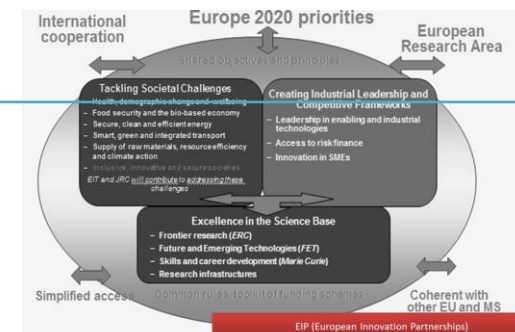 International
cooperation
Europe 2020 priorities
European
Research Area
Shared objectives and principles
Tackling Societal Challenges
– Health, demographic change and wellbeing
– Food security and the bio-based economy
– Secure, clean and efficient energy
– Smart, green and integrated transport
– Supply of raw materials, resource efficiency
and climate action
– Inclusive, innovative and secure societies
EIT and JRC will contribute to addressing these
challenges
Creating Industrial Leadership and
Competitive Frameworks
– Leadership in enabling and industrial
technologies
– Access to risk finance
– Innovation in SMEs
Excellence in the Science Base
– Frontier research (ERC)
– Future and Emerging Technologies (FET)
– Skills and career development (Marie Curie)
– Research infrastructures
Simplified access
Common rules, toolkit of funding schemes
Coherent with
other EU and MS
EIP (European Innovation Partnerships)